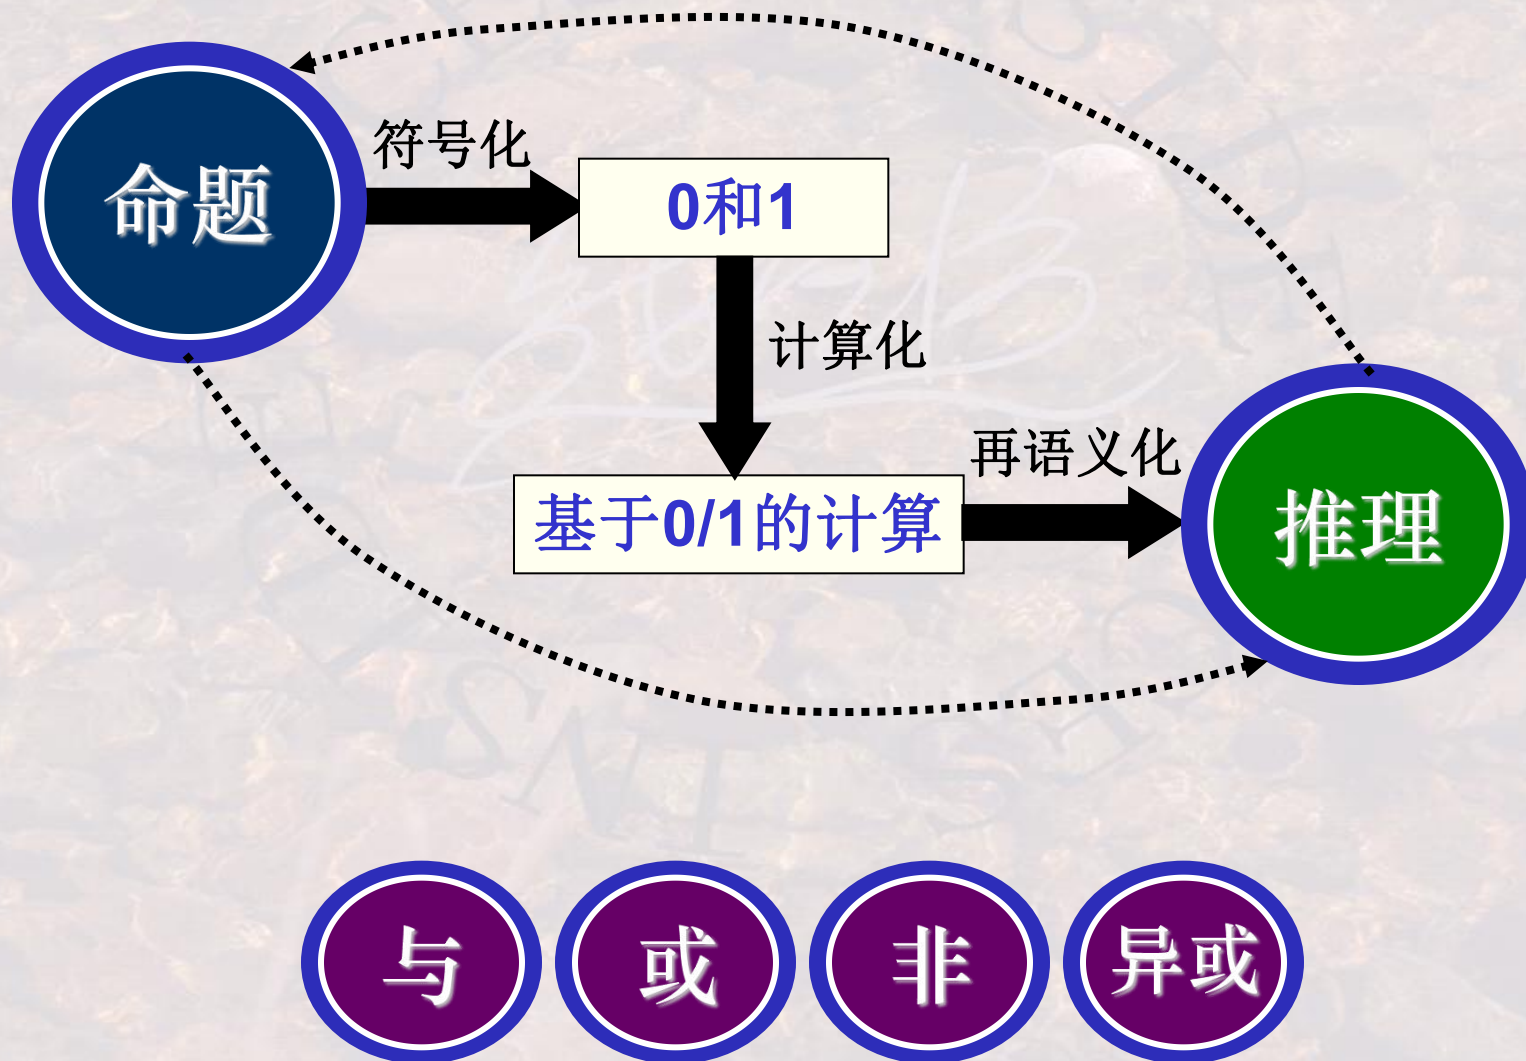 符号化
命题
0和1
计算化
再语义化
基于0/1的计算
推理
与
或
非
异或